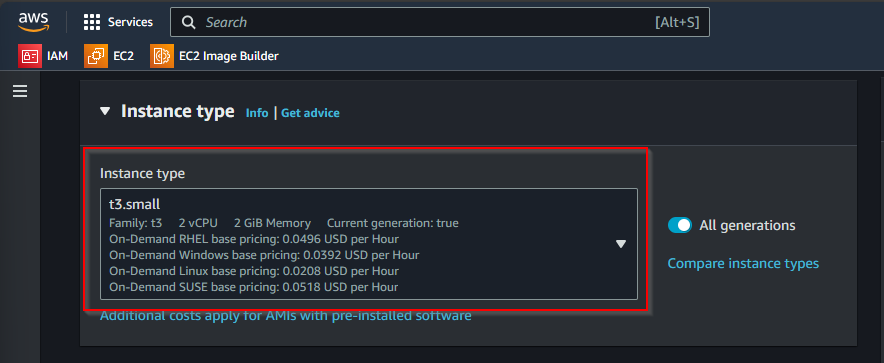 aws Services Search [Alt+S]
IAM EC2 EC2 Image Builder
Instance type Info | Get advice
Instance type
t3.small
Family: t3 2 vCPU 2 GiB Memory Current generation: true
On-Demand RHEL base pricing: 0.0496 USD per Hour
On-Demand Windows base pricing: 0.0392 USD per Hour
On-Demand Linux base pricing: 0.0208 USD per Hour
On-Demand SUSE base pricing: 0.0518 USD per Hour
All generations
Compare instance types
Additional costs apply for AMIs with pre-installed software